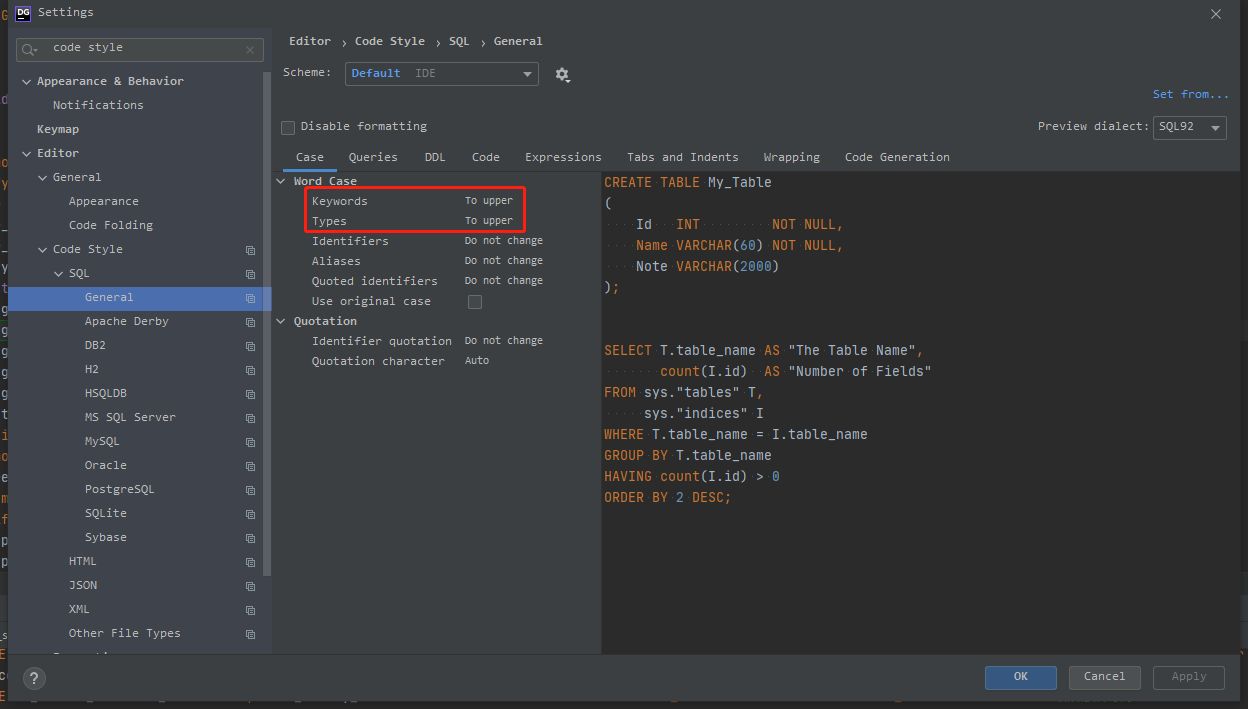 DG Settings
code style
Appearance & Behavior
Notifications
Keymap
Editor
General
Appearance
Code Folding
Code Style
SQL
General
Apache Derby
DB2
H2
HSQLDB
MS SQL Server
MySQL
Oracle
PostgreSQL
SQLite
Sybase
HTML
JSON
XML
Other File Types
Editor › Code Style › SQL › General
Scheme: Default IDE
Set from...
Disable formatting
Preview dialect: SQL92
Case Queries DDL Code Expressions Tabs and Indents Wrapping Code Generation
Word Case
Keywords To upper
Types To upper
Identifiers Do not change
Aliases Do not change
Quoted identifiers Do not change
Use original case
Quotation
Identifier quotation Do not change
Quotation character Auto
CREATE TABLE My_Table
(
Id INT NOT NULL,
Name VARCHAR(60) NOT NULL,
Note VARCHAR(2000)
);
SELECT T.table_name AS "The Table Name",
count(I.id) AS "Number of Fields"
FROM sys."tables" T,
sys."indices" I
WHERE T.table_name = I.table_name
GROUP BY T.table_name
HAVING count(I.id) > 0
ORDER BY 2 DESC;
?
OK Cancel Apply